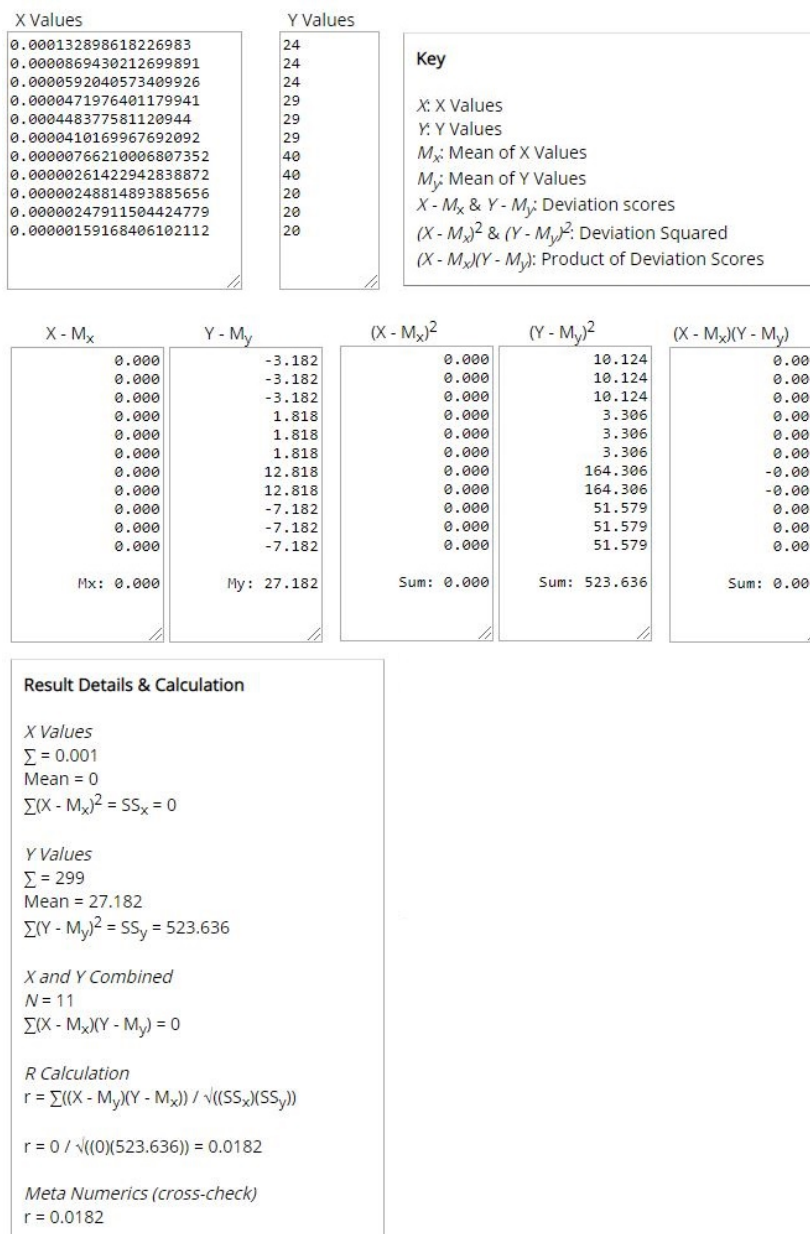 X Values
0.000132898618226983
0.0000869430212699891
0.0000592040573409926
0.0000471976401179941
0.000448377581120944
0.0000410169967692092
0.00000766210006807352
0.00000261422942838872
0.00000248814893885656
0.00000247911504424779
0.00000159168406102112
Y Values
24
24
24
29
29
29
40
40
20
20
20
Key
X: X Values
Y: Y Values
Mx: Mean of X Values
My: Mean of Y Values
X - Mx & Y - My: Deviation scores
(X - Mx)2 & (Y - My)2: Deviation Squared
(X - Mx)(Y - My): Product of Deviation Scores
X - Mx
0.000
0.000
0.000
0.000
0.000
0.000
0.000
0.000
0.000
0.000
0.000
Mx: 0.000
Y - My
-3.182
-3.182
-3.182
1.818
1.818
1.818
12.818
12.818
-7.182
-7.182
-7.182
My: 27.182
(X - Mx)2
0.000
0.000
0.000
0.000
0.000
0.000
0.000
0.000
0.000
0.000
0.000
Sum: 0.000
(Y - My)2
10.124
10.124
10.124
3.306
3.306
3.306
164.306
164.306
51.579
51.579
51.579
Sum: 523.636
(X - Mx)(Y - My)
0.00
0.00
0.00
0.00
0.00
0.00
-0.00
-0.00
0.00
0.00
0.00
Sum: 0.00
Result Details & Calculation
X Values
∑ = 0.001
Mean = 0
∑(X - Mx)2 = SSx = 0
Y Values
∑ = 299
Mean = 27.182
∑(Y - My)2 = SSy = 523.636
X and Y Combined
N = 11
∑(X - Mx)(Y - My) = 0
R Calculation
r = ∑((X - My)(Y - Mx)) / √((SSx)(SSy))
r = 0 / √((0)(523.636)) = 0.0182
Meta Numerics (cross-check)
r = 0.0182